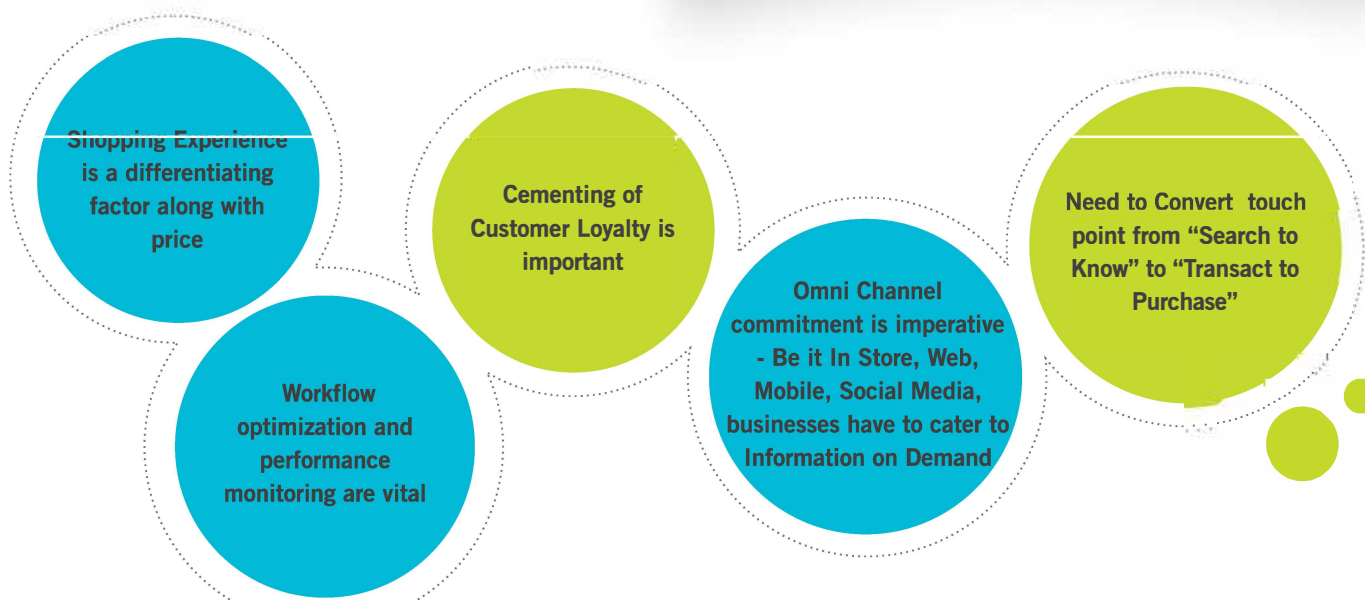 Shopping Experience
is a differentiating
factor along with
price
Workflow
optimization and
performance
monitoring are vital
Cementing of
Customer Loyalty is
important
Omni Channel
commitment is imperative
- Be it In Store, Web,
Mobile, Social Media,
businesses have to cater to
Information on Demand
Need to Convert  touch
point from “Search to
Know” to “Transact to
Purchase”